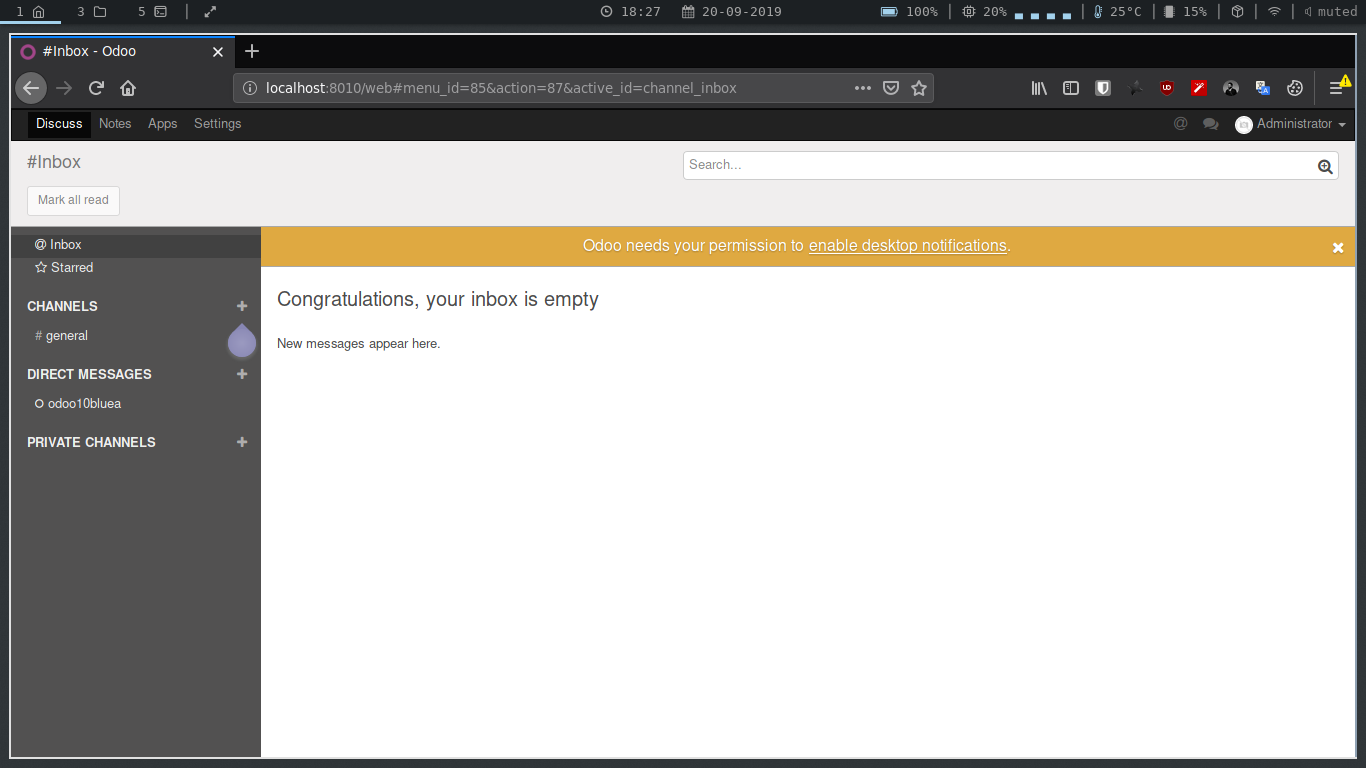 1 3 5 18:27 20-09-2019 100% 20% 25°C 15% muted
#Inbox - Odoo
localhost:8010/web#menu_id=85&action=87&active_id=channel_inbox
Discuss Notes Apps Settings @ Administrator
#Inbox
Search...
Mark all read
@ Inbox
Starred
CHANNELS
# general
DIRECT MESSAGES
odoo10bluea
PRIVATE CHANNELS
Odoo needs your permission to enable desktop notifications.
Congratulations, your inbox is empty
New messages appear here.